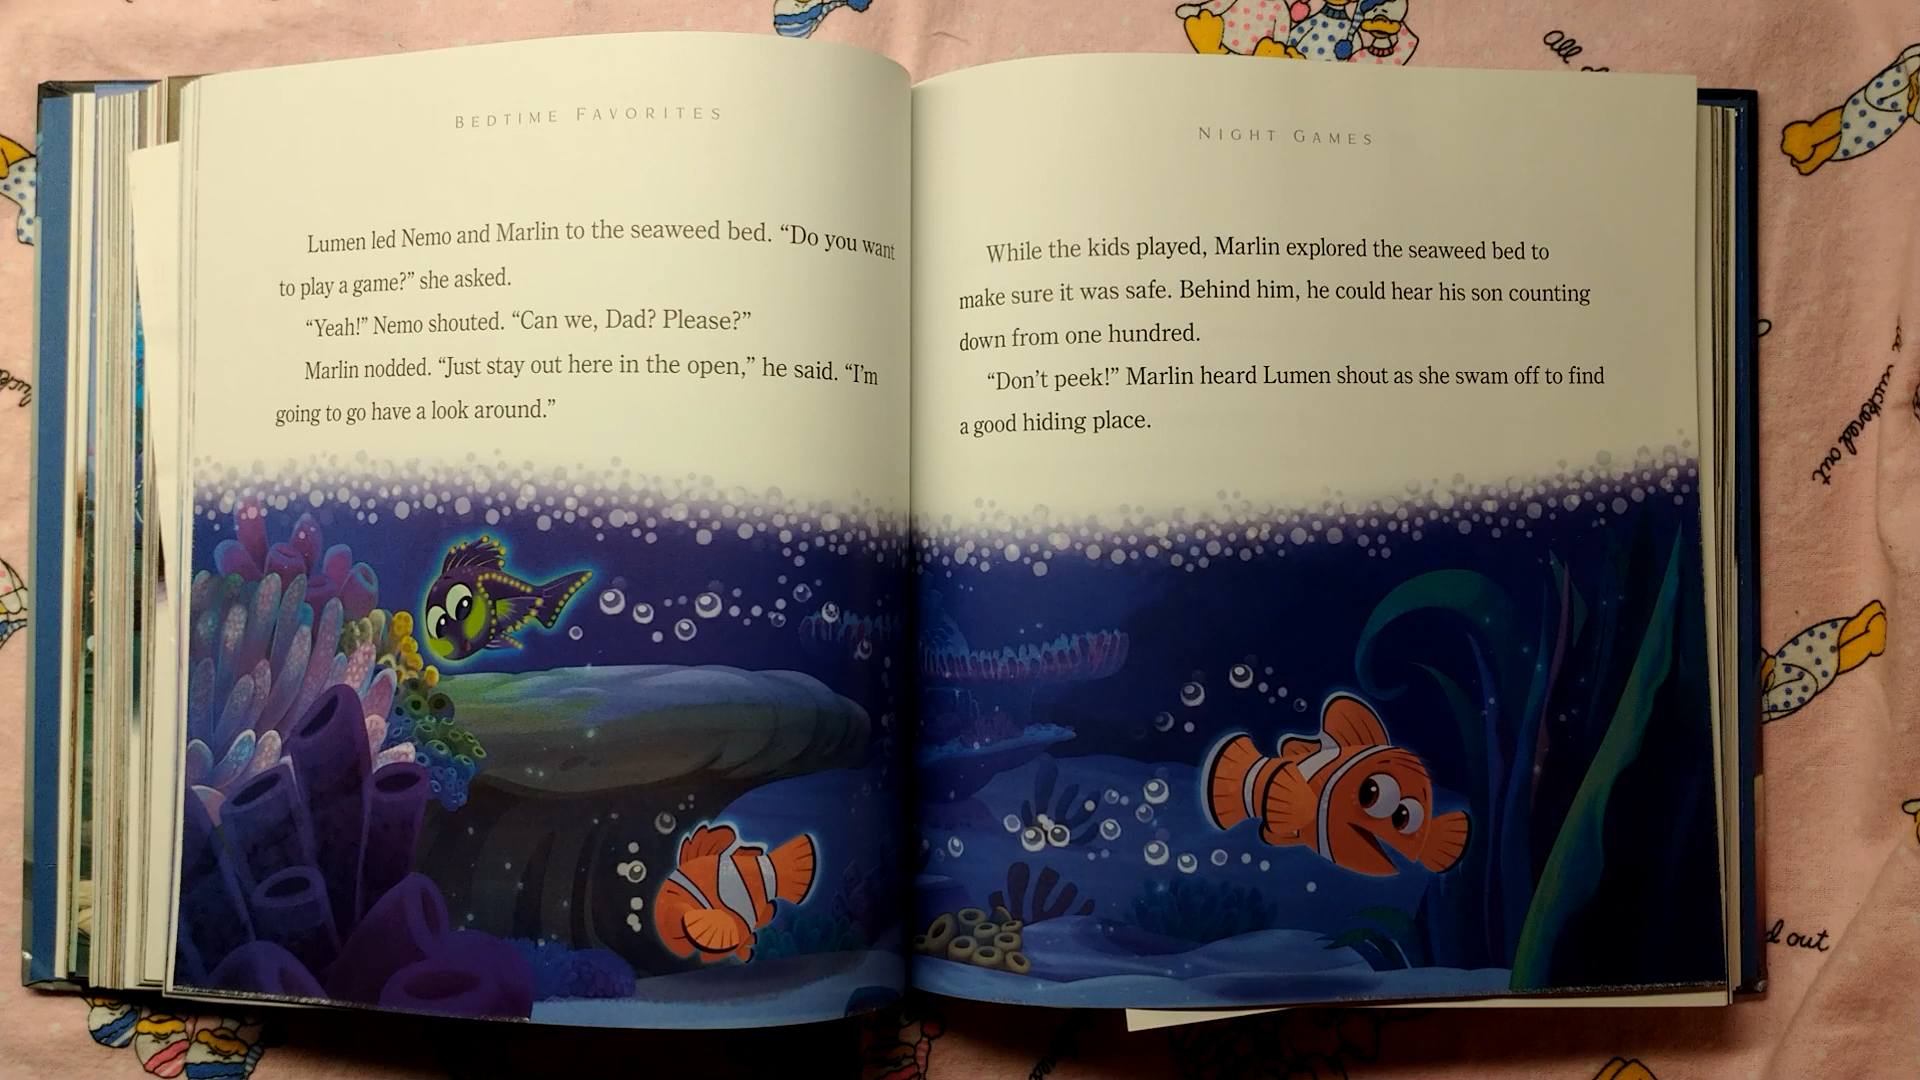 BEDTIME FAVORITES
Lumen led Nemo and Marlin to the seaweed bed. “Do you want
to play a game?” she asked.
“Yeah!” Nemo shouted. “Can we, Dad? Please?”
Marlin nodded. “Just stay out here in the open,” he said. “I’m
going to go have a look around.”
NIGHT GAMES
While the kids played, Marlin explored the seaweed bed to
make sure it was safe. Behind him, he could hear his son counting
down from one hundred.
“Don’t peek!” Marlin heard Lumen shout as she swam off to find
a good hiding place.
all
tuckered out
out